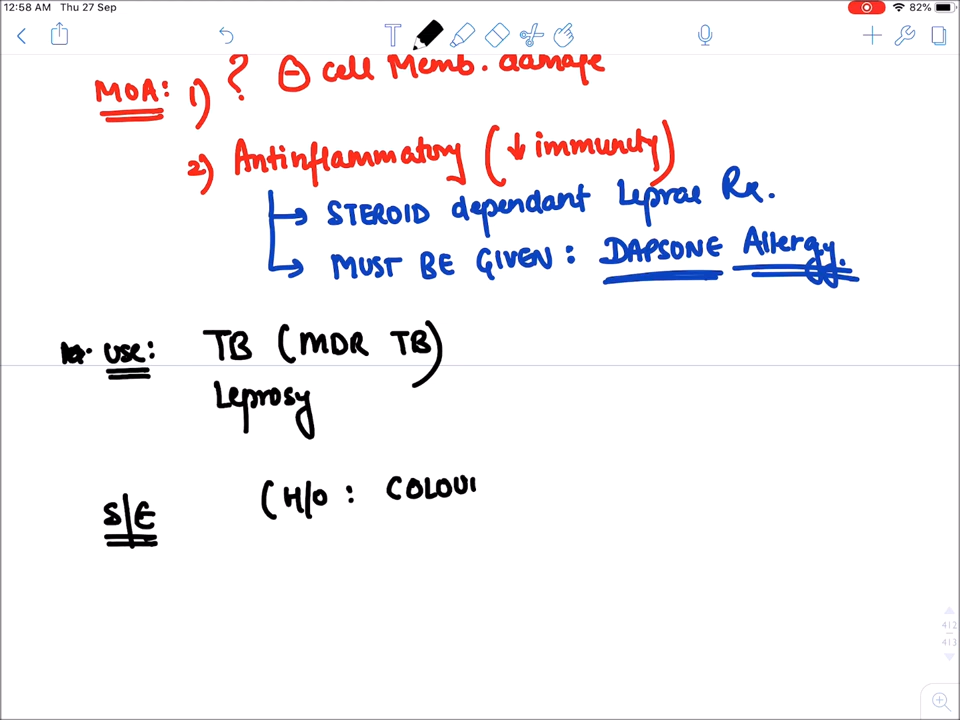 12:58 AM Thu 27 Sep 82%
T
MOA: 1) ? ⊖ cell Memb. damage
2) Antinflammatory (↓ immunity)
→ STEROID dependant Leprae Rx.
→ MUST BE GIVEN: DAPSONE Allergy.
USE: TB (MDR TB)
Leprosy
S/E (H/O : COLOU
412
413